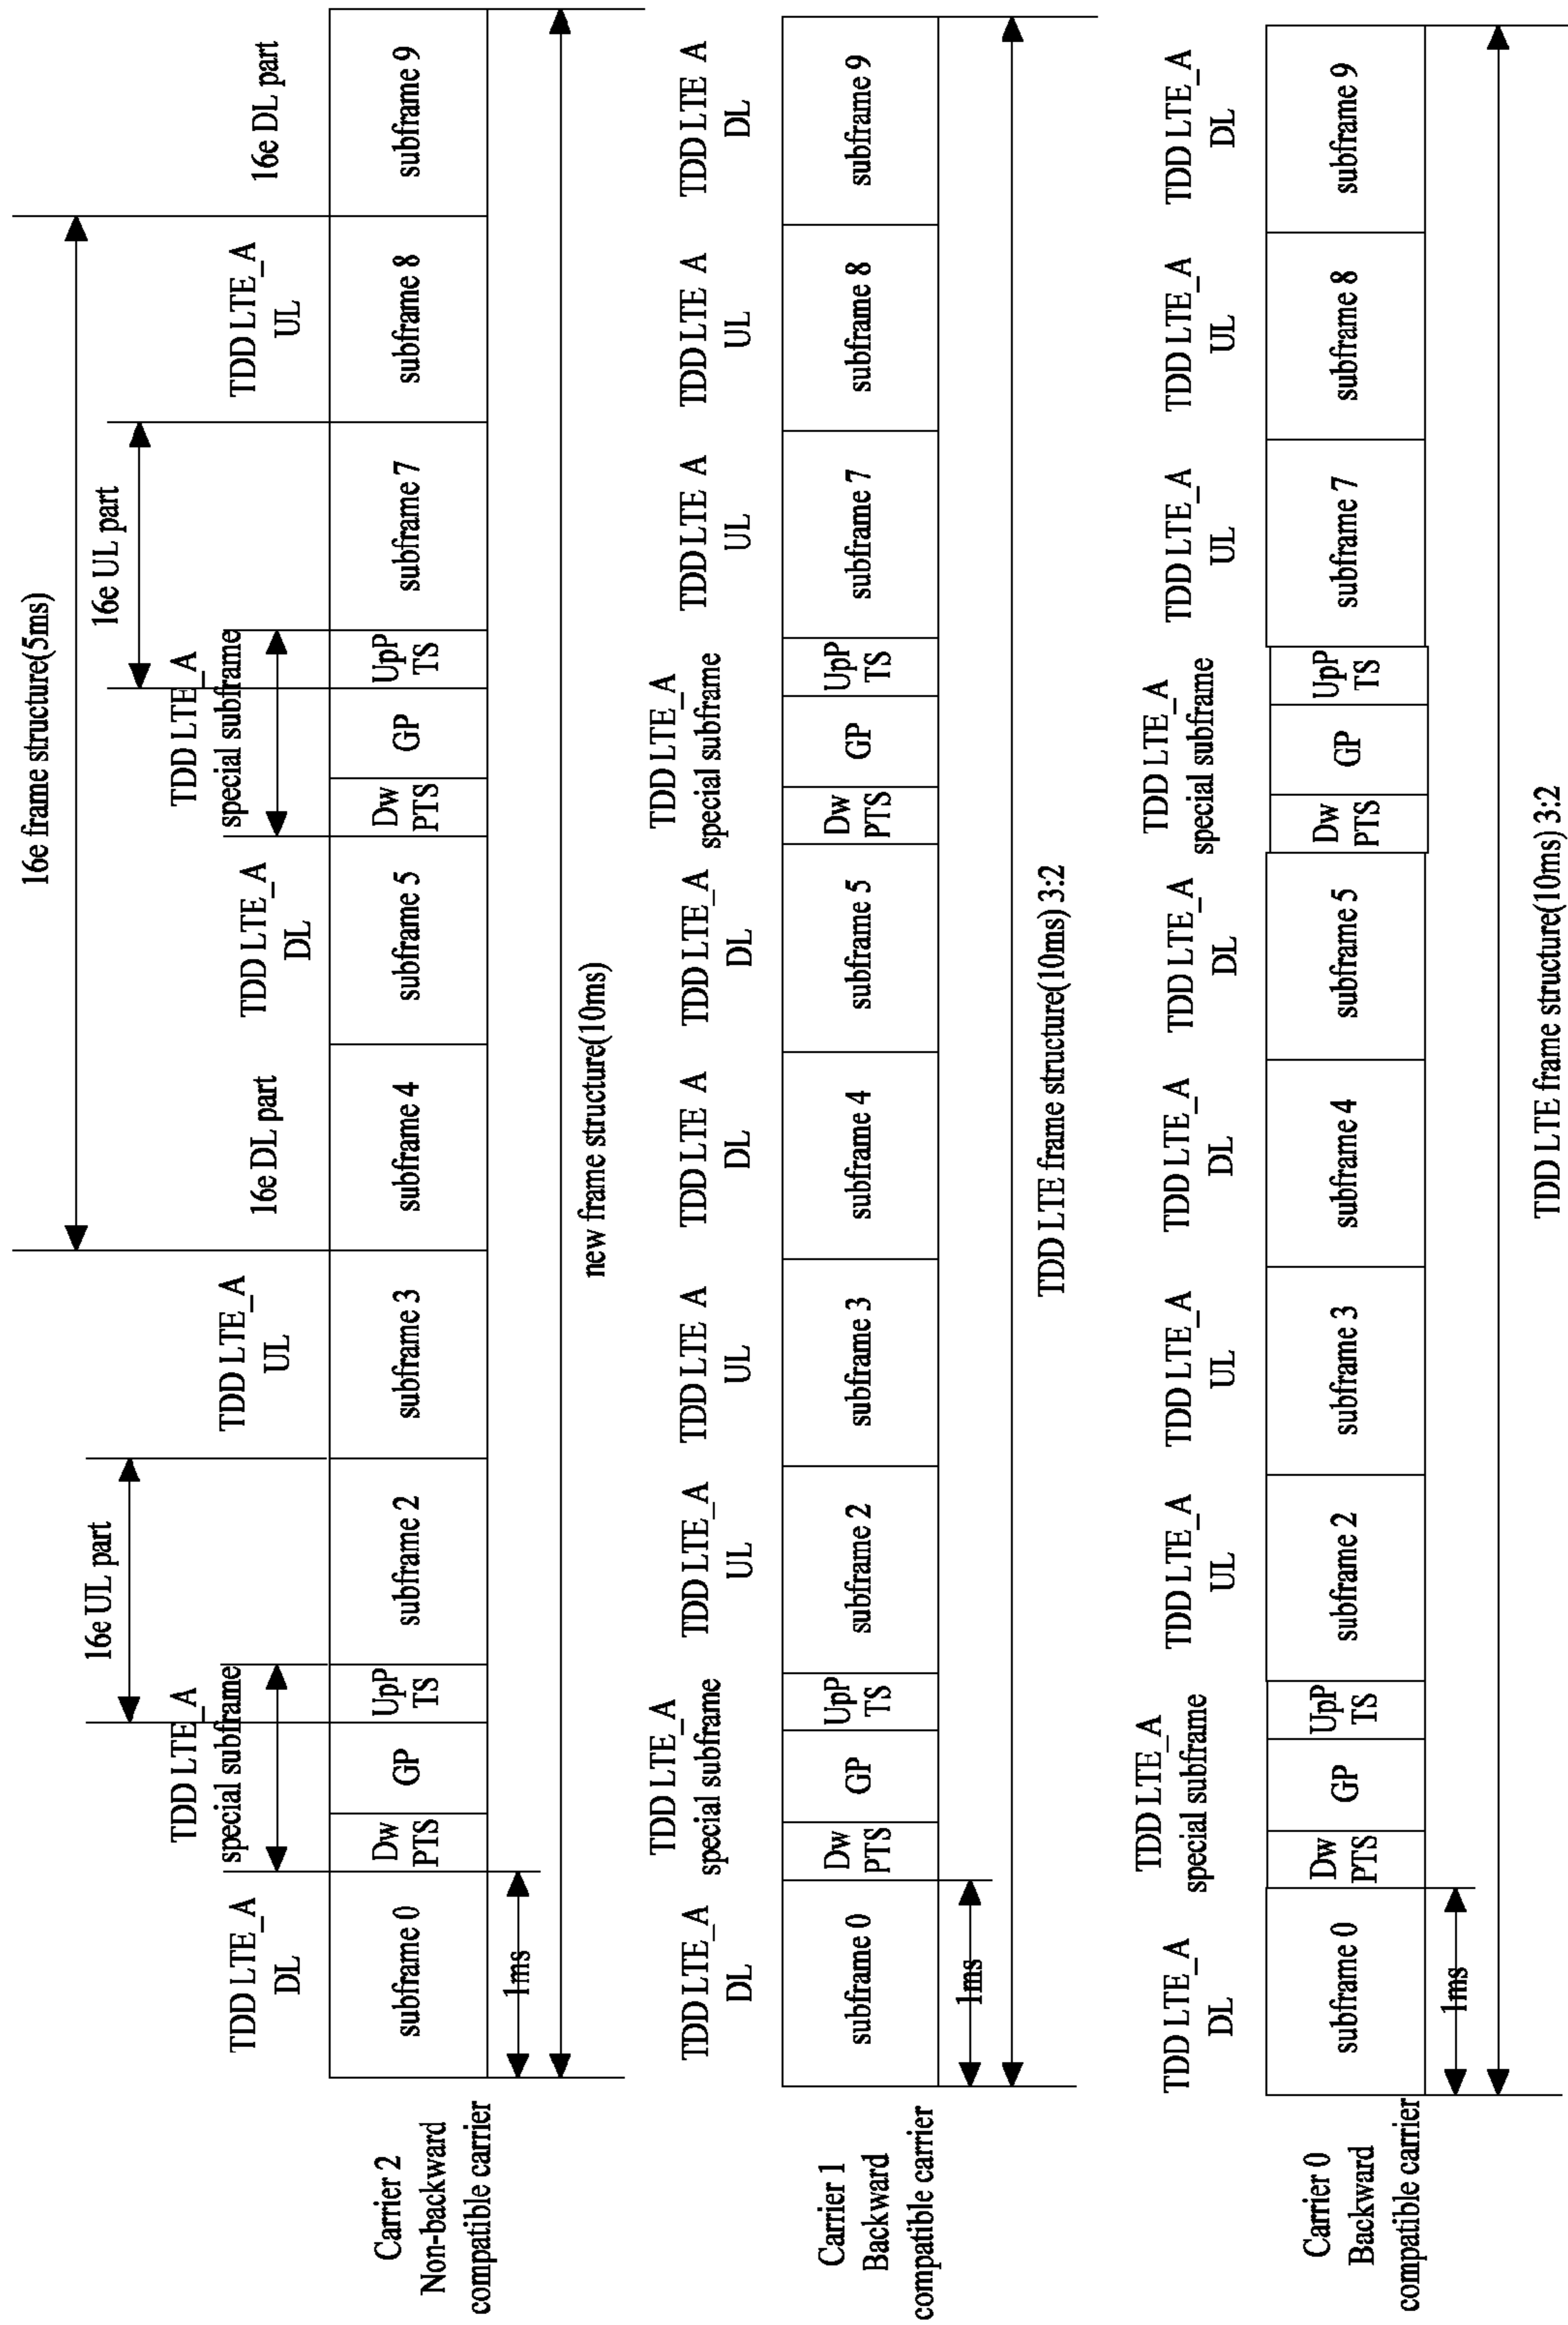 16e frame structure(5ms)
16e UL part
16e UL part
TDD LTE_A
DL
TDD LTE_A
special subframe
TDD LTE_A
UL
16e DL part
TDD LTE_A
DL
TDD LTE_A
special subframe
TDD LTE_A
UL
16e DL part
Carrier 2
Non-backward
compatible carrier
subframe 0
Dw
PTS
GP
UpP
TS
subframe 2
subframe 3
subframe 4
subframe 5
Dw
PTS
GP
UpP
TS
subframe 7
subframe 8
subframe 9
1ms
new frame structure(10ms)
TDD LTE_A
DL
TDD LTE_A
special subframe
TDD LTE_A
UL
TDD LTE A
UL
TDD LTE A
DL
TDD LTE_A
DL
TDD LTE_A
special subframe
TDD LTE A
UL
TDD LTE A
UL
TDD LTE A
DL
Carrier 1
Backward
compatible carrier
subframe 0
Dw
PTS
GP
UpP
TS
subframe 2
subframe 3
subframe 4
subframe 5
Dw
PTS
GP
UpP
TS
subframe 7
subframe 8
subframe 9
1ms
TDD LTE frame structure(10ms) 3:2
TDD LTE_A
DL
TDD LTE_A
special subframe
TDD LTE_A
UL
TDD LTE_A
UL
TDD LTE_A
DL
TDD LTE_A
DL
TDD LTE_A
special subframe
TDD LTE_A
UL
TDD LTE_A
UL
TDD LTE_A
DL
Carrier 0
Backward
compatible carrier
subframe 0
Dw
PTS
GP
UpP
TS
subframe 2
subframe 3
subframe 4
subframe 5
Dw
PTS
GP
UpP
TS
subframe 7
subframe 8
subframe 9
1ms
TDD LTE frame structure(10ms) 3:2